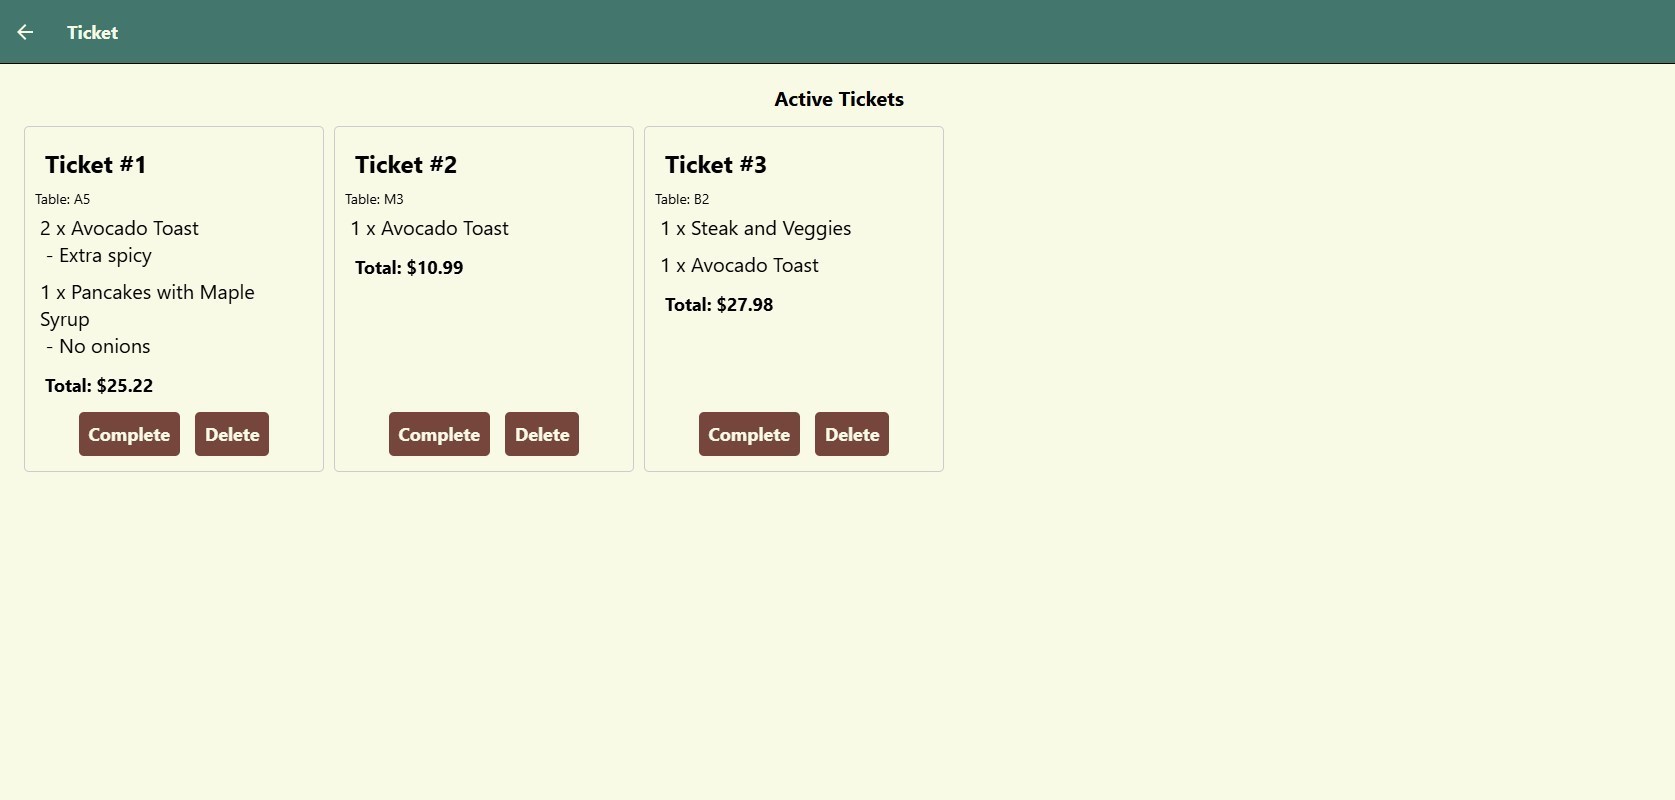 Ticket
Active Tickets
Ticket #1
Table: A5
2 x Avocado Toast
- Extra spicy
1 x Pancakes with Maple
Syrup
- No onions
Total: $25.22
Complete Delete
Ticket #2
Table: M3
1 x Avocado Toast
Total: $10.99
Complete Delete
Ticket #3
Table: B2
1 x Steak and Veggies
1 x Avocado Toast
Total: $27.98
Complete Delete